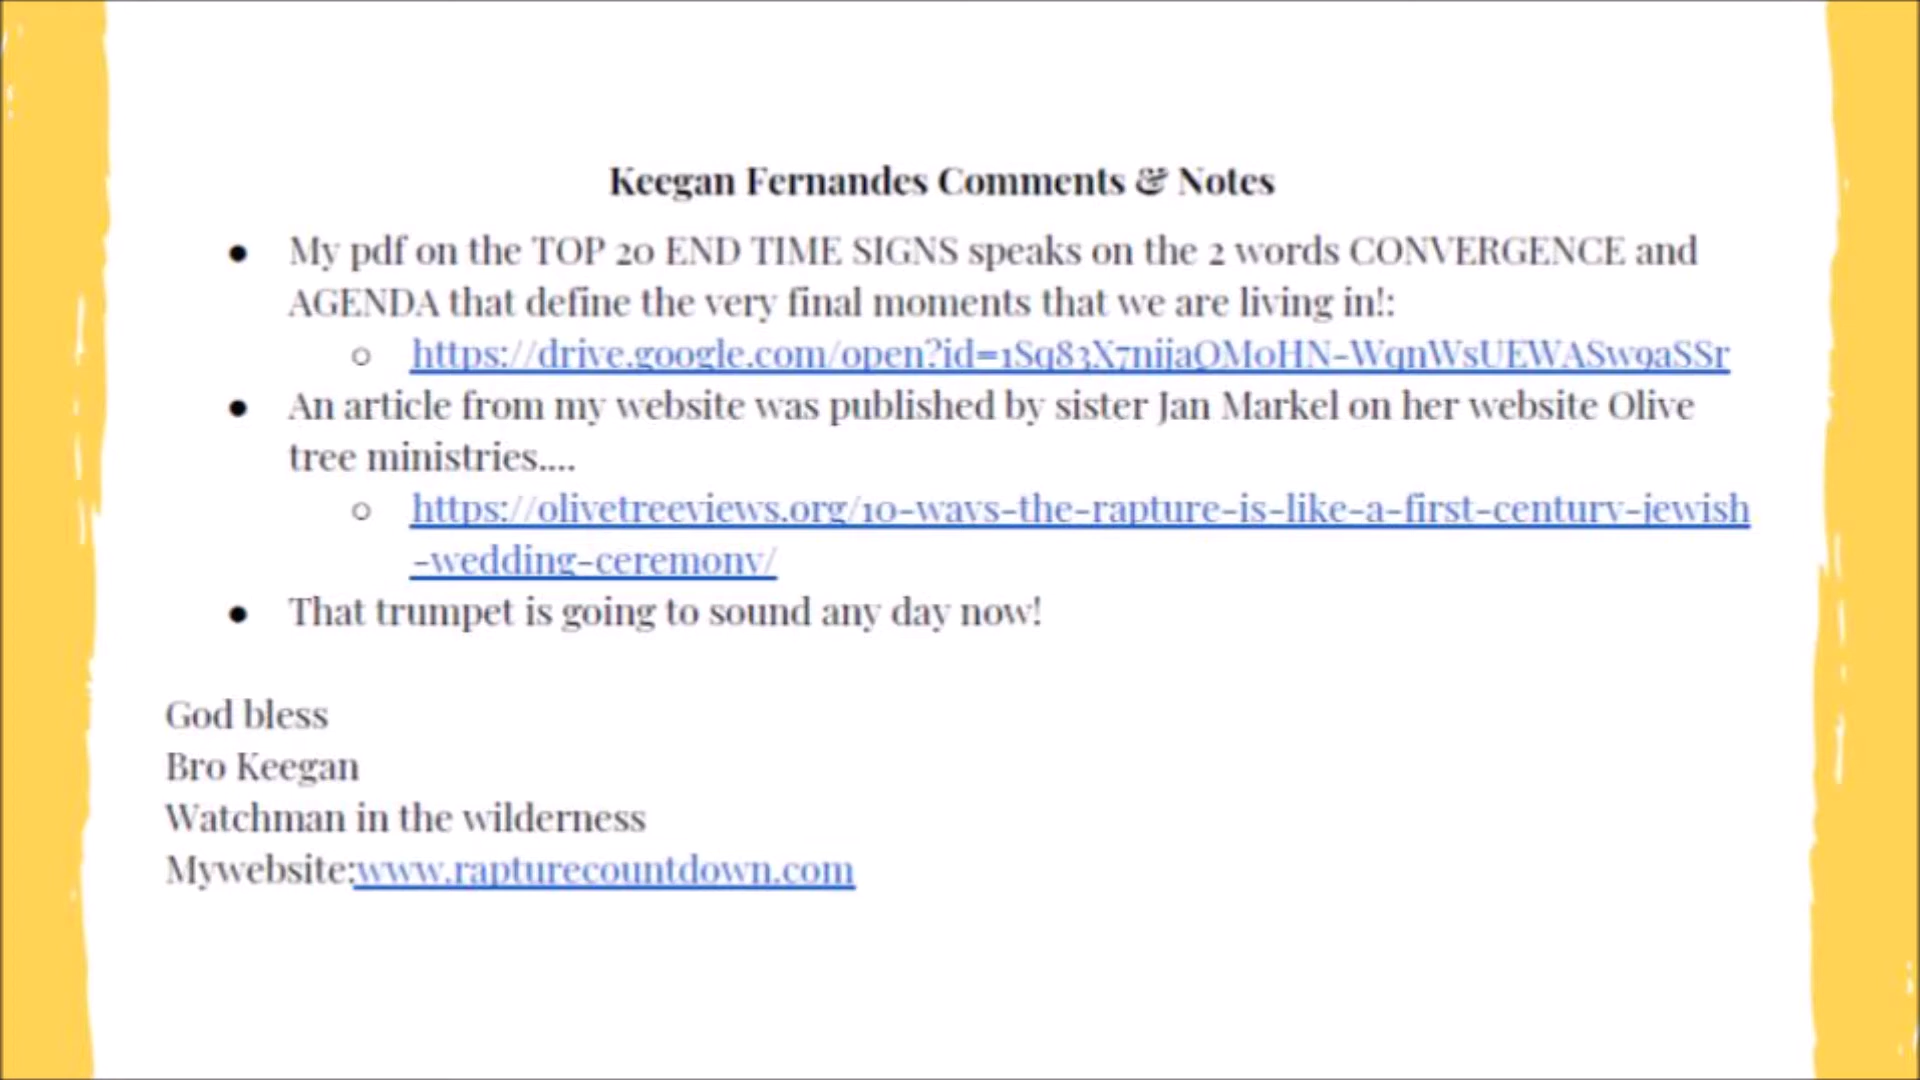 Keegan Fernandes Comments & Notes
● My pdf on the TOP 20 END TIME SIGNS speaks on the 2 words CONVERGENCE and
AGENDA that define the very final moments that we are living in!:
○ https://drive.google.com/open?id=1Sq83X7nijaOMoHN-WqnWsUEWASw9aSSr
● An article from my website was published by sister Jan Markel on her website Olive
tree ministries....
○ https://olivetreeviews.org/10-ways-the-rapture-is-like-a-first-century-jewish
-wedding-ceremony/
● That trumpet is going to sound any day now!
God bless
Bro Keegan
Watchman in the wilderness
Mywebsite:www.rapturecountdown.com